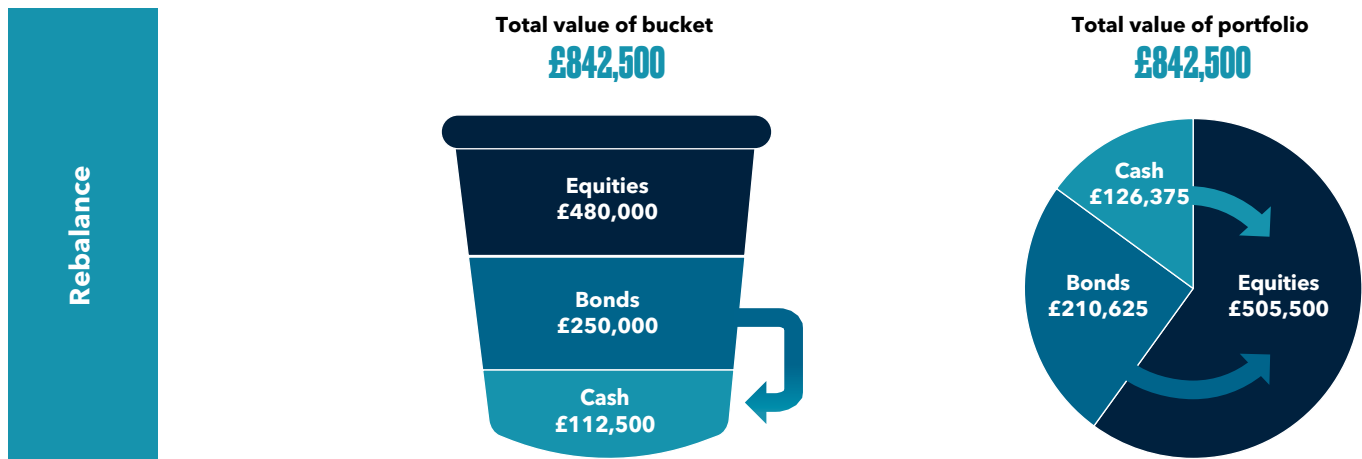 Rebalance
Total value of bucket
£842,500
Equities
£480,000
Bonds
£250,000
Cash
£112,500
Total value of portfolio
£842,500
Cash
£126,375
Bonds
£210,625
Equities
£505,500